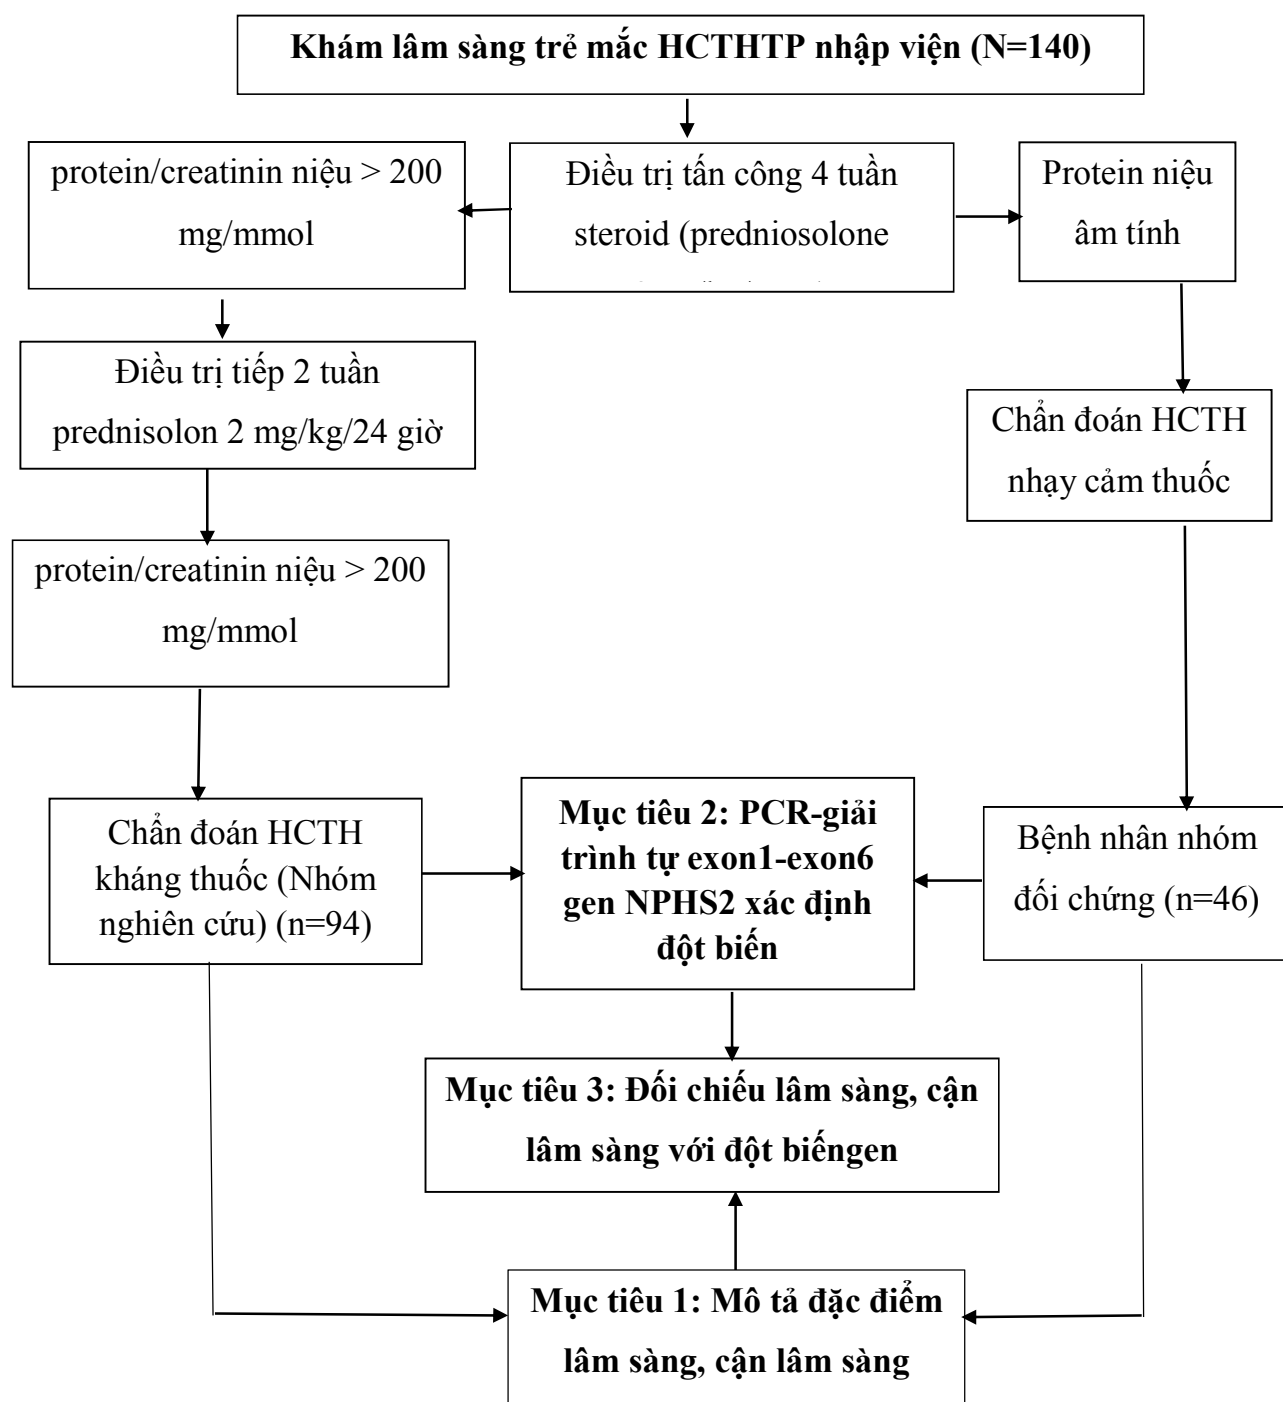 Khám lâm sàng trẻ mắc HCTHTP nhập viện (N=140)
protein/creatinin niệu > 200
mg/mmol
Điều trị tấn công 4 tuần
steroid (predniosolone
Protein niệu
âm tính
Điều trị tiếp 2 tuần
prednisolon 2 mg/kg/24 giờ
Chẩn đoán HCTH
nhạy cảm thuốc
protein/creatinin niệu > 200
mg/mmol
Chẩn đoán HCTH
kháng thuốc (Nhóm
nghiên cứu) (n=94)
Mục tiêu 2: PCR-giải
trình tự exon1-exon6
gen NPHS2 xác định
đột biến
Bệnh nhân nhóm
đối chứng (n=46)
Mục tiêu 3: Đối chiếu lâm sàng, cận
lâm sàng với đột biếngen
Mục tiêu 1: Mô tả đặc điểm
lâm sàng, cận lâm sàng